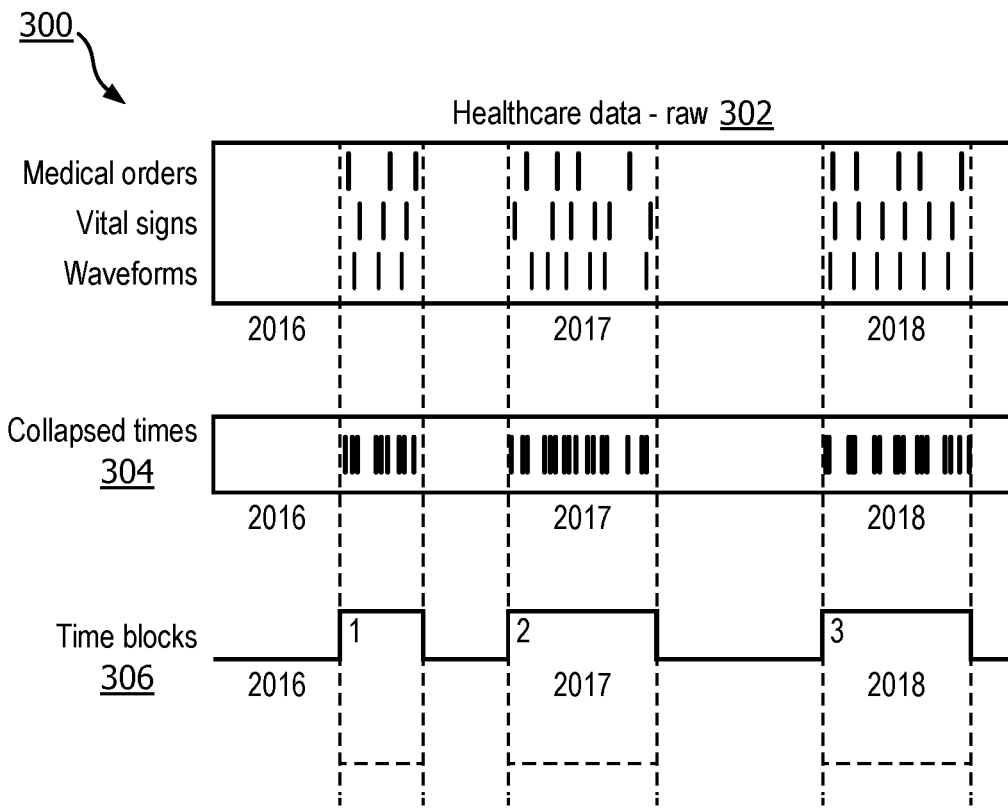 300
Healthcare data - raw 302
Medical orders
Vital signs
Waveforms
2016 2017 2018
Collapsed times
304
2016 2017 2018
1 2 3
Time blocks
306
2016 2017 2018